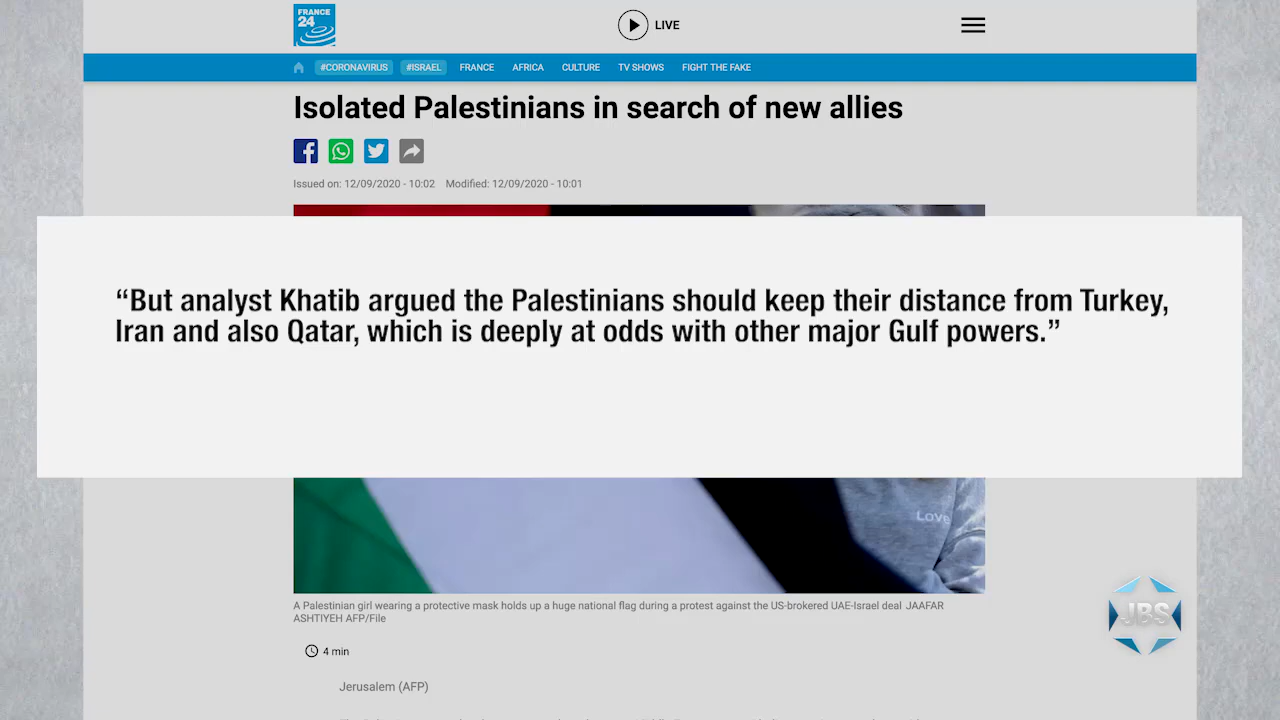 FRANCE
24
LIVE
#CORONAVIRUS #ISRAEL FRANCE AFRICA CULTURE TV SHOWS FIGHT THE FAKE
Isolated Palestinians in search of new allies
Issued on: 12/09/2020 - 10:02 Modified: 12/09/2020 - 10:01
“But analyst Khatib argued the Palestinians should keep their distance from Turkey,
Iran and also Qatar, which is deeply at odds with other major Gulf powers.”
Love
A Palestinian girl wearing a protective mask holds up a huge national flag during a protest against the US-brokered UAE-Israel deal JAAFAR
ASHTIYEH AFP/File
JBS
4 min
Jerusalem (AFP)